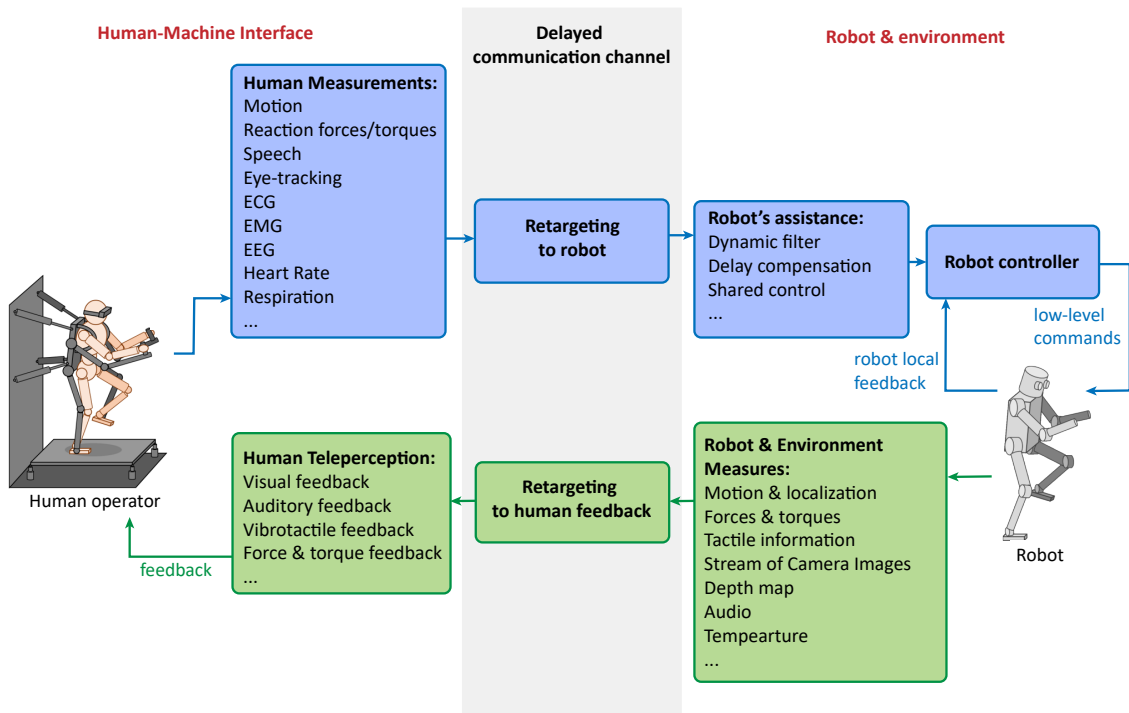 Human-Machine Interface
Delayed
communication channel
Robot & environment
Human Measurements:
Motion
Reaction forces/torques
Speech
Eye-tracking
ECG
EMG
EEG
Heart Rate
Respiration
...
Retargeting
to robot
Robot's assistance:
Dynamic filter
Delay compensation
Shared control
...
Robot controller
low-level
commands
robot local
feedback
Human operator
Human Teleperception:
Visual feedback
Auditory feedback
Vibrotactile feedback
Force & torque feedback
...
feedback
Retargeting
to human feedback
Robot & Environment
Measures:
Motion & localization
Forces & torques
Tactile information
Stream of Camera Images
Depth map
Audio
Tempearture
...
Robot